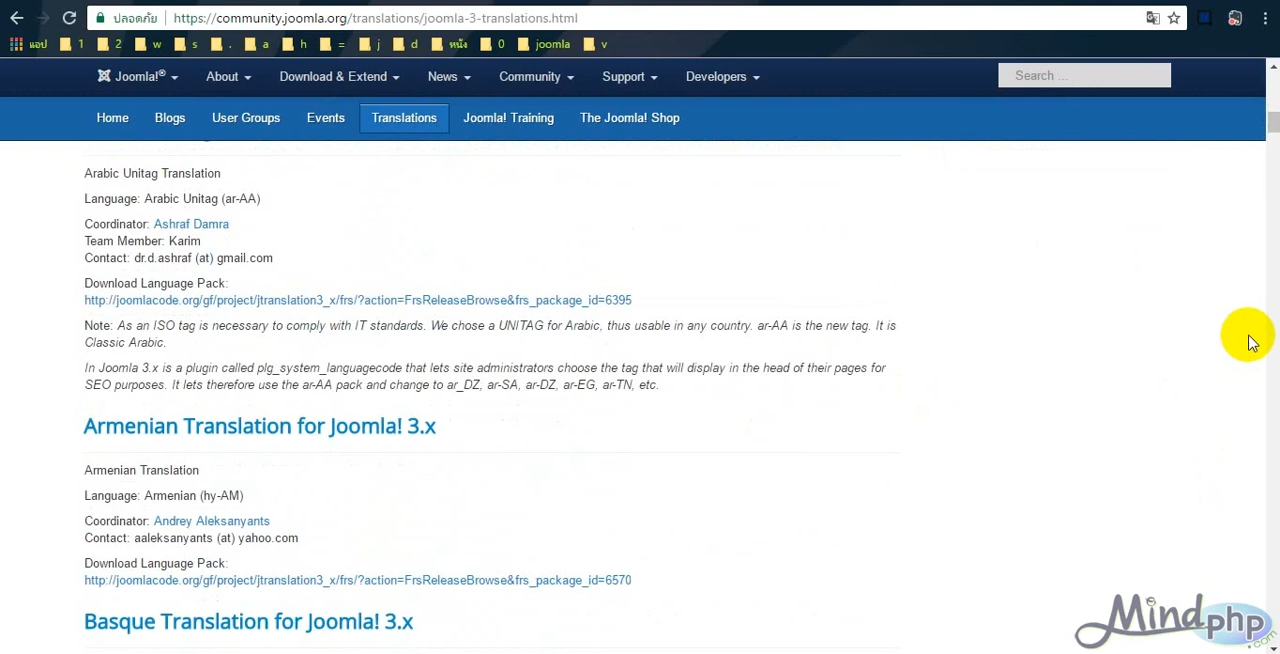 ปลอดภัย https://community.joomla.org/translations/joomla-3-translations.html
แอป 1 2 w s . a h = j d หนัง 0 joomla v
Joomla!® About Download & Extend News Community Support Developers Search ...
Home Blogs User Groups Events Translations Joomla! Training The Joomla! Shop
Arabic Unitag Translation
Language: Arabic Unitag (ar-AA)
Coordinator: Ashraf Damra
Team Member: Karim
Contact: dr.d.ashraf (at) gmail.com
Download Language Pack:
http://joomlacode.org/gf/project/jtranslation3_x/frs/?action=FrsReleaseBrowse&frs_package_id=6395
Note: As an ISO tag is necessary to comply with IT standards. We chose a UNITAG for Arabic, thus usable in any country. ar-AA is the new tag. It is
Classic Arabic.
In Joomla 3.x is a plugin called plg_system_languagecode that lets site administrators choose the tag that will display in the head of their pages for
SEO purposes. It lets therefore use the ar-AA pack and change to ar_DZ, ar-SA, ar-DZ, ar-EG, ar-TN, etc.
Armenian Translation for Joomla! 3.x
Armenian Translation
Language: Armenian (hy-AM)
Coordinator: Andrey Aleksanyants
Contact: aaleksanyants (at) yahoo.com
Download Language Pack:
http://joomlacode.org/gf/project/jtranslation3_x/frs/?action=FrsReleaseBrowse&frs_package_id=6570
Basque Translation for Joomla! 3.x
Mindphp.com